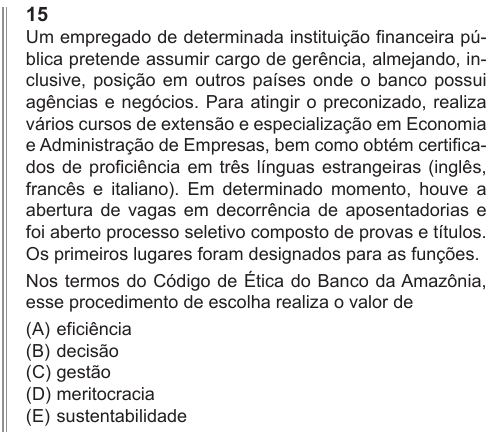 15
Um empregado de determinada instituição financeira pú-
blica pretende assumir cargo de gerência, almejando, in-
clusive, posição em outros países onde o banco possui
agências e negócios. Para atingir o preconizado, realiza
vários cursos de extensão e especialização em Economia
e Administração de Empresas, bem como obtém certifica-
dos de proficiência em três línguas estrangeiras (inglês,
francês e italiano). Em determinado momento, houve a
abertura de vagas em decorrência de aposentadorias e
foi aberto processo seletivo composto de provas e títulos.
Os primeiros lugares foram designados para as funções.
Nos termos do Código de Ética do Banco da Amazônia,
esse procedimento de escolha realiza o valor de
(A) eficiência
(B) decisão
(C) gestão
(D) meritocracia
(E) sustentabilidade